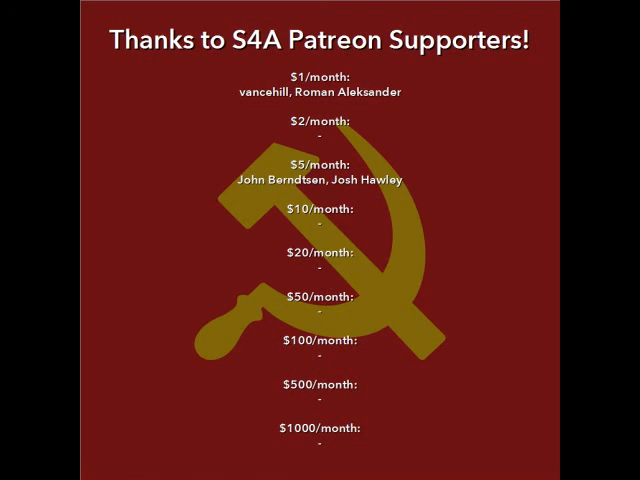 Thanks to S4A Patreon Supporters!
$1/month:
vancehill, Roman Aleksander
$2/month:
-
$5/month:
John Berndtsen, Josh Hawley
$10/month:
-
$20/month:
-
$50/month:
-
$100/month:
-
$500/month:
-
$1000/month:
-